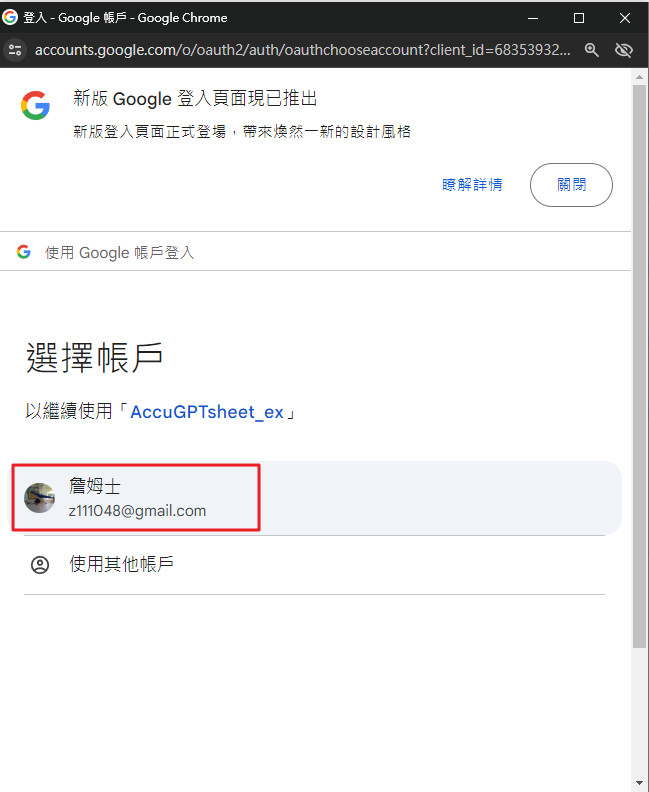 登入 - Google 帳戶 - Google Chrome
accounts.google.com/o/oauth2/auth/oauthchooseaccount?client_id=68353932...
新版 Google 登入頁面現已推出
新版登入頁面正式登場，帶來煥然一新的設計風格
瞭解詳情
關閉
使用 Google 帳戶登入
選擇帳戶
以繼續使用「AccuGPTsheet_ex」
詹姆士
z111048@gmail.com
使用其他帳戶